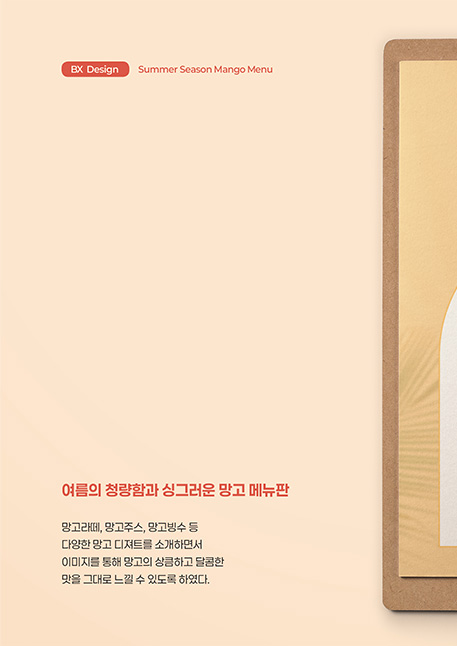 BX Design Summer Season Mango Menu
여름의 청량함과 싱그러운 망고 메뉴판
망고라떼, 망고주스, 망고빙수 등
다양한 망고 디저트를 소개하면서
이미지를 통해 망고의 상큼하고 달콤한
맛을 그대로 느낄 수 있도록 하였다.